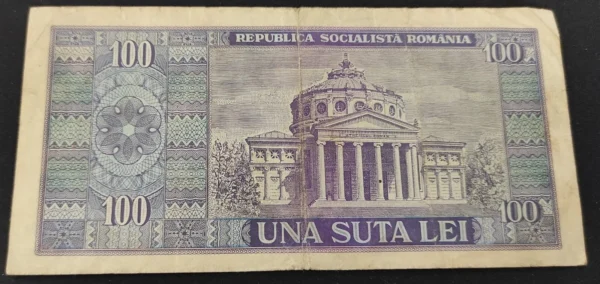 100 REPUBLICA SOCIALISTĂ ROMÂNIA 100
100 UNA SUTA LEI 100